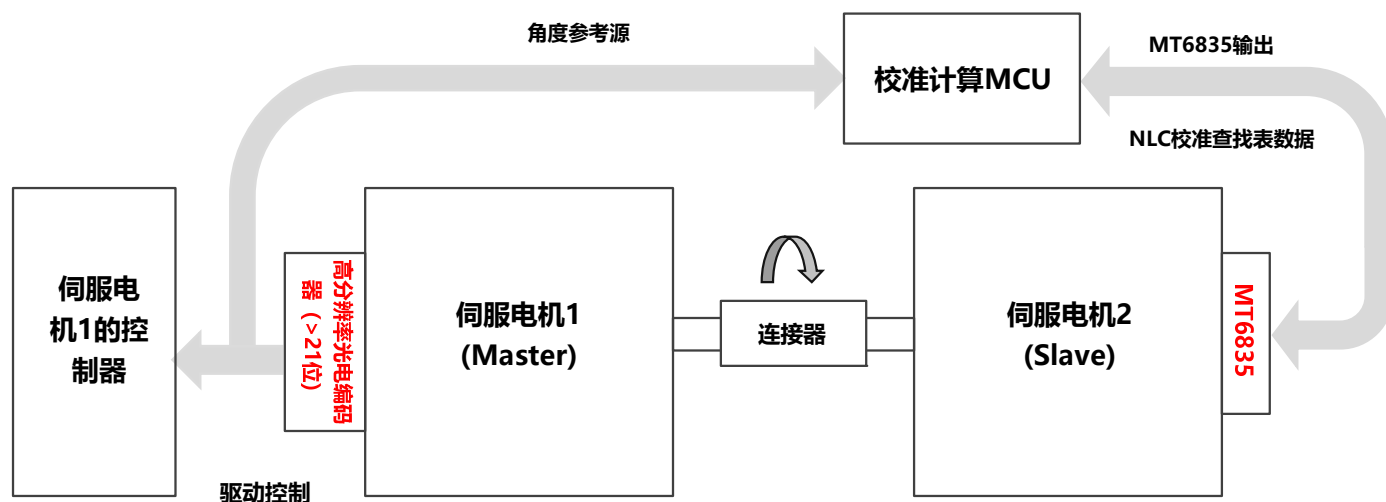 角度参考源
MT6835输出
校准计算MCU
NLC校准查找表数据
伺服电
机1的控
制器
高分辨率光电编码
器（>21位）
伺服电机1
(Master)
连接器
伺服电机2
(Slave)
MT6835
驱动控制